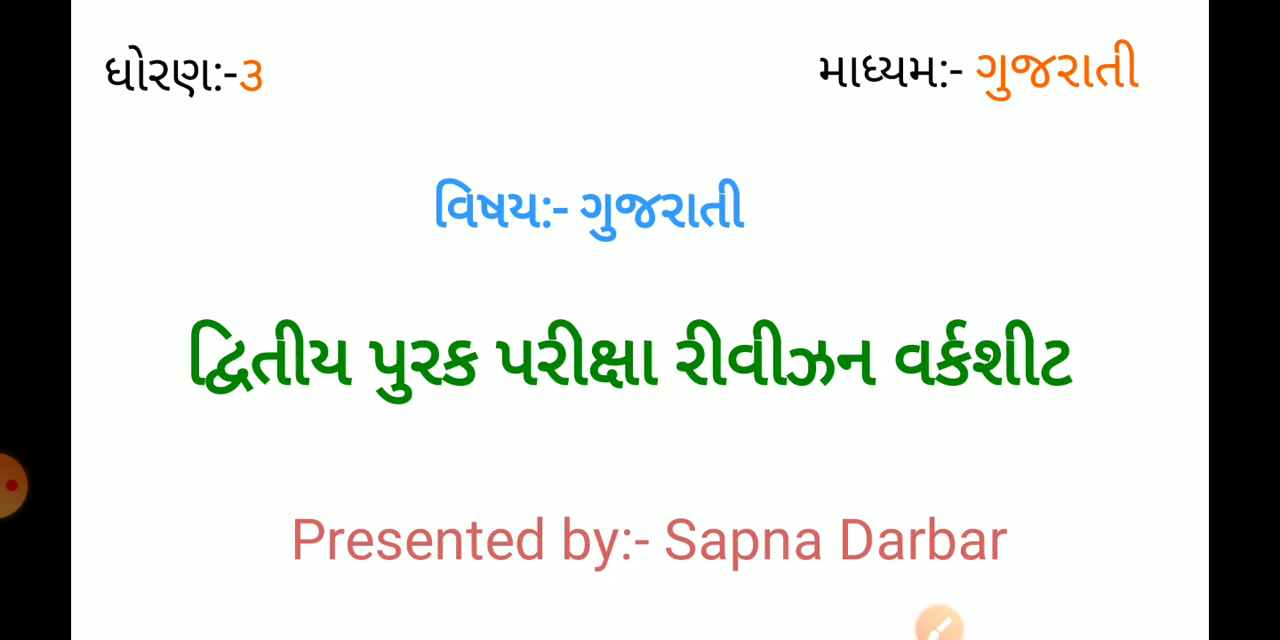 ધોરણ:-૩
માધ્યમ:- ગુજરાતી
વિષય:- ગુજરાતી
દ્વિતીય પુરક પરીક્ષા રીવીઝન વર્કશીટ
Presented by:- Sapna Darbar